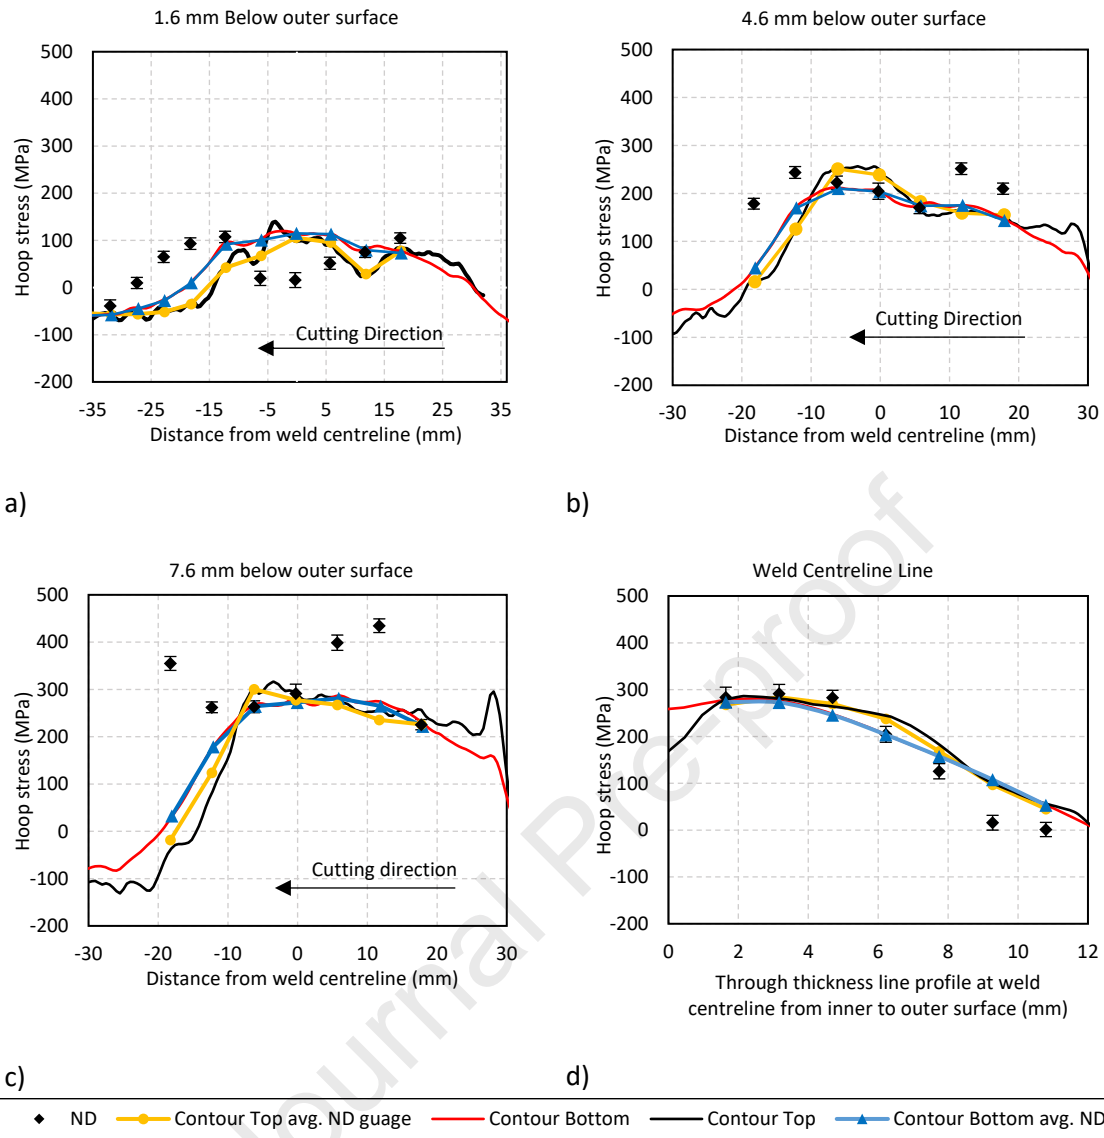 1.6 mm Below outer surface
500
400
300
200
100
0
-100
-200
Hoop stress (MPa)
Cutting Direction
-35 -25 -15 -5 5 15 25 35
Distance from weld centreline (mm)
a)
4.6 mm below outer surface
500
400
300
200
100
0
-100
-200
Hoop stress (MPa)
Cutting Direction
-30 -20 -10 0 10 20 30
Distance from weld centreline (mm)
b)
7.6 mm below outer surface
500
400
300
200
100
0
-100
-200
Hoop stress (MPa)
Cutting direction
-30 -20 -10 0 10 20 30
Distance from weld centreline (mm)
c)
Weld Centreline Line
500
400
300
200
100
0
-100
-200
Hoop stress (MPa)
0 2 4 6 8 10 12
Through thickness line profile at weld
centreline from inner to outer surface (mm)
d)
ND Contour Top avg. ND guage Contour Bottom Contour Top Contour Bottom avg. ND
Journal Pre-proof